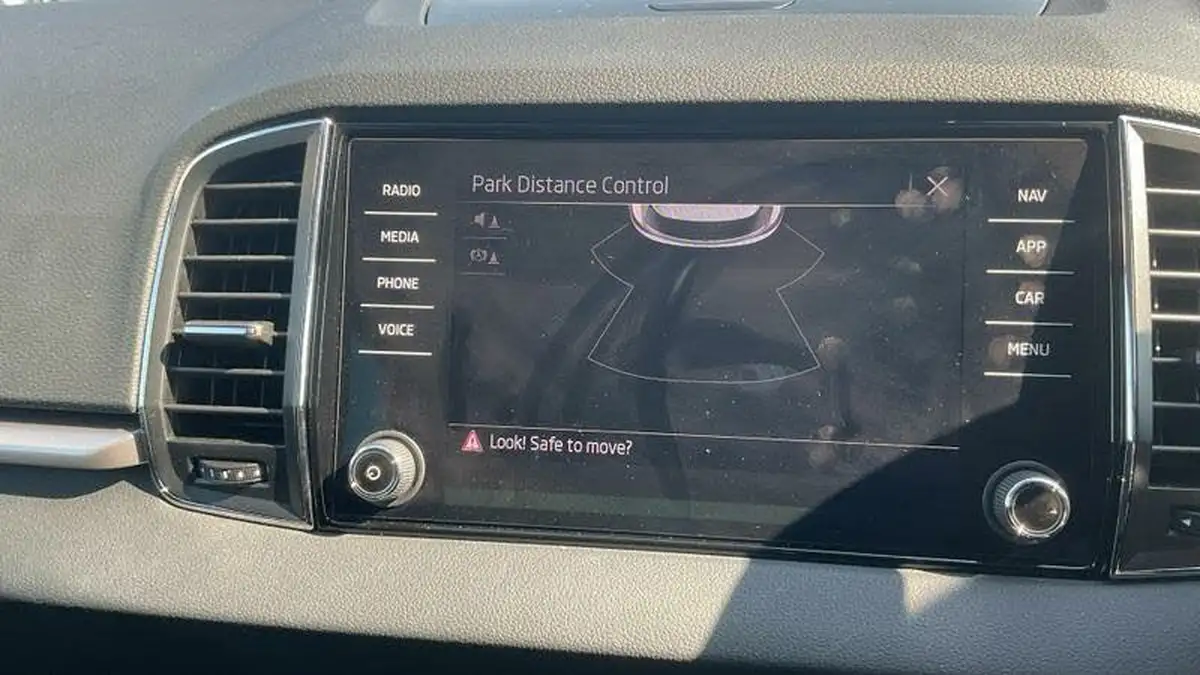 RADIO
MEDIA
PHONE
VOICE
Park Distance Control
Look! Safe to move?
NAV
APP
CAR
MENU